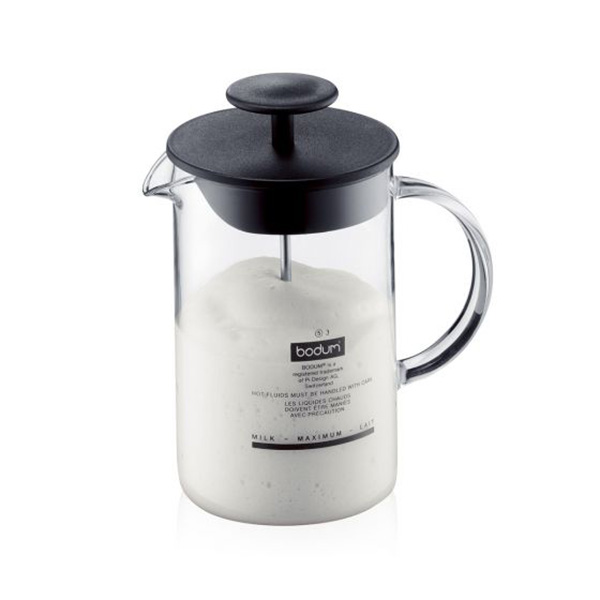 ⑤ 3
bodum®
BODUM® is a
registered trademark
of Pi-Design AG,
Switzerland
HOT FLUIDS MUST BE HANDLED WITH CARE
LES LIQUIDES CHAUDS
DOIVENT ÊTRE MANIÉS
AVEC PRÉCAUTION
MILK – MAXIMUM – LAIT